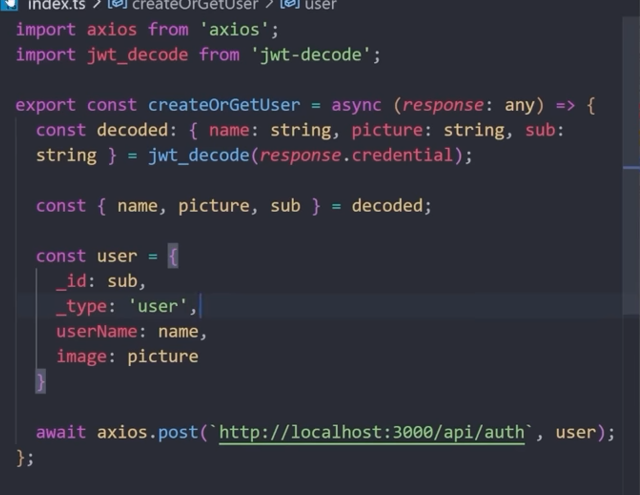 index.ts > createOrGetUser > user
import axios from 'axios';
import jwt_decode from 'jwt-decode';
export const createOrGetUser = async (response: any) => {
const decoded: { name: string, picture: string, sub:
string } = jwt_decode(response.credential);
const { name, picture, sub } = decoded;
const user = {
_id: sub,
_type: 'user',
userName: name,
image: picture
}
await axios.post(`http://localhost:3000/api/auth`, user);
};